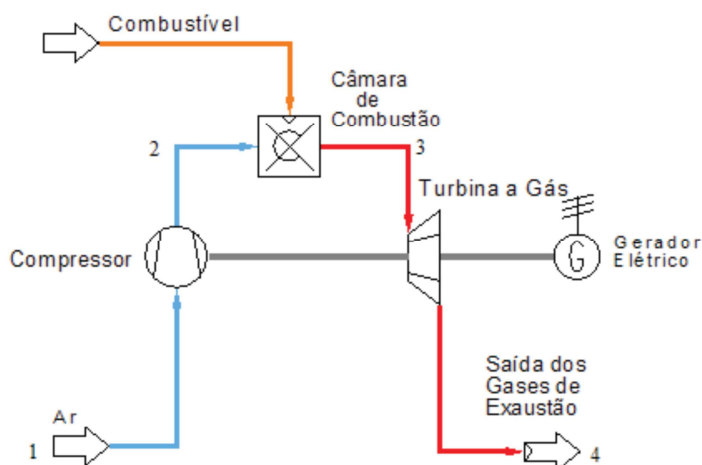 Combustível
Câmara
de
Combustão
2
3
Turbina a Gás
Compressor
G
Gerador
Elétrico
Saída dos
Gases de
Exaustão
Ar
1
4